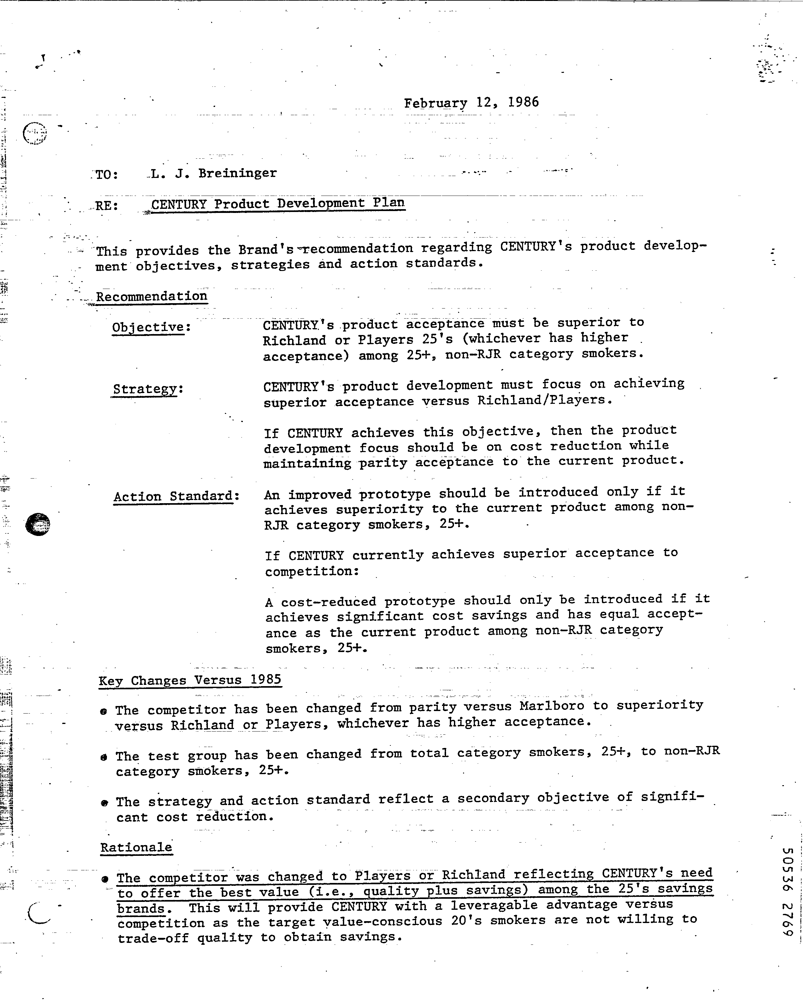 February 12, 1986
TO: L. J. Breininger
RE: CENTURY Product Development Plan
This provides the Brand's recommendation regarding CENTURY's product develop-
ment objectives, strategies and action standards.
Recommendation
Objective: CENTURY's product acceptance must be superior to
Richland or Players 25's (whichever has higher
acceptance) among 25+, non-RJR category smokers.
Strategy: CENTURY's product development must focus on achieving
superior acceptance versus Richland/Players.
If CENTURY achieves this objective, then the product
development focus should be on cost reduction while
maintaining parity acceptance to the current product.
Action Standard: An improved prototype should be introduced only if it
achieves superiority to the current product among non-
RJR category smokers, 25+.
If CENTURY currently achieves superior acceptance to
competition:
A cost-reduced prototype should only be introduced if it
achieves significant cost savings and has equal accept-
ance as the current product among non-RJR category
smokers, 25+.
Key Changes Versus 1985
• The competitor has been changed from parity versus Marlboro to superiority
versus Richland or Players, whichever has higher acceptance.
• The test group has been changed from total category smokers, 25+, to non-RJR
category smokers, 25+.
• The strategy and action standard reflect a secondary objective of signifi-
cant cost reduction.
Rationale
• The competitor was changed to Players or Richland reflecting CENTURY's need
to offer the best value (i.e., quality plus savings) among the 25's savings
brands. This will provide CENTURY with a leveragable advantage versus
competition as the target value-conscious 20's smokers are not willing to
trade-off quality to obtain savings.
50536 2769